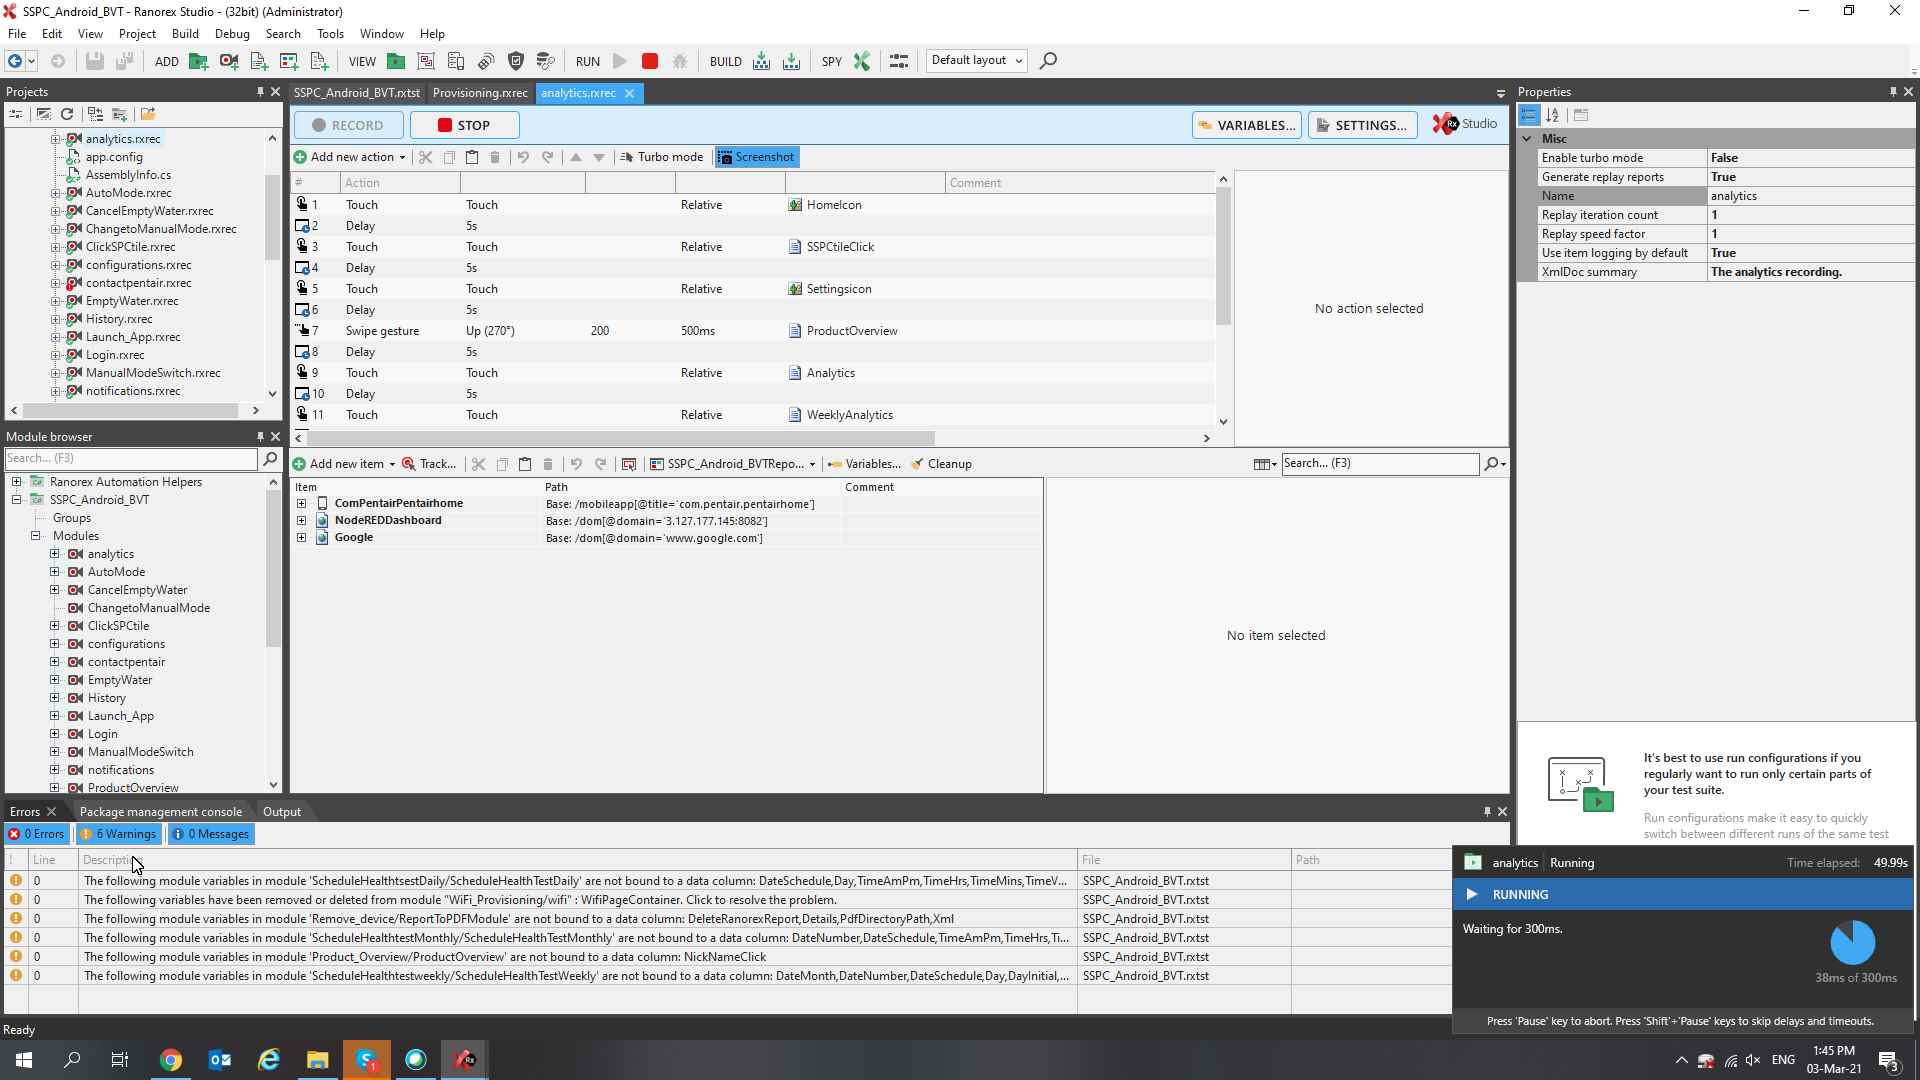 SSPC_Android_BVT - Ranorex Studio - (32bit) (Administrator)
File Edit View Project Build Debug Search Tools Window Help
ADD VIEW RUN BUILD SPY Default layout
Projects
analytics.rxrec
app.config
AssemblyInfo.cs
AutoMode.rxrec
CancelEmptyWater.rxrec
ChangetoManualMode.rxrec
ClickSPCtile.rxrec
configurations.rxrec
contactpentair.rxrec
EmptyWater.rxrec
History.rxrec
Launch_App.rxrec
Login.rxrec
ManualModeSwitch.rxrec
notifications.rxrec
Module browser
Search... (F3)
Ranorex Automation Helpers
SSPC_Android_BVT
Groups
Modules
analytics
AutoMode
CancelEmptyWater
ChangetoManualMode
ClickSPCtile
configurations
contactpentair
EmptyWater
History
Launch_App
Login
ManualModeSwitch
notifications
ProductOverview
SSPC_Android_BVT.rxtst Provisioning.rxrec analytics.rxrec
RECORD STOP VARIABLES... SETTINGS... Rx Studio
Add new action Turbo mode Screenshot
# Action Comment
1 Touch Touch Relative HomeIcon
2 Delay 5s
3 Touch Touch Relative SSPCtileClick
4 Delay 5s
5 Touch Touch Relative Settingsicon
6 Delay 5s
7 Swipe gesture Up (270°) 200 500ms ProductOverview
8 Delay 5s
9 Touch Touch Relative Analytics
10 Delay 5s
11 Touch Touch Relative WeeklyAnalytics
No action selected
Add new item Track... SSPC_Android_BVTRepo... Variables... Cleanup Search... (F3)
Item Path Comment
ComPentairPentairhome Base: /mobileapp[@title='com.pentair.pentairhome']
NodeREDDashboard Base: /dom[@domain='3.127.177.145:8082']
Google Base: /dom[@domain='www.google.com']
No item selected
Properties
Misc
Enable turbo mode False
Generate replay reports True
Name analytics
Replay iteration count 1
Replay speed factor 1
Use item logging by default True
XmlDoc summary The analytics recording.
It's best to use run configurations if you
regularly want to run only certain parts of
your test suite.
Run configurations make it easy to quickly
switch between different runs of the same test
Errors Package management console Output
0 Errors 6 Warnings 0 Messages
! Line Description File Path
0 The following module variables in module 'ScheduleHealthtsestDaily/ScheduleHealthTestDaily' are not bound to a data column: DateSchedule,Day,TimeAmPm,TimeHrs,TimeMins,TimeV... SSPC_Android_BVT.rxtst
0 The following variables have been removed or deleted from module "WiFi_Provisioning/wifi" : WifiPageContainer. Click to resolve the problem. SSPC_Android_BVT.rxtst
0 The following module variables in module 'Remove_device/ReportToPDFModule' are not bound to a data column: DeleteRanorexReport,Details,PdfDirectoryPath,Xml SSPC_Android_BVT.rxtst
0 The following module variables in module 'ScheduleHealthtestMonthly/ScheduleHealthTestMonthly' are not bound to a data column: DateNumber,DateSchedule,TimeAmPm,TimeHrs,Ti... SSPC_Android_BVT.rxtst
0 The following module variables in module 'Product_Overview/ProductOverview' are not bound to a data column: NickNameClick SSPC_Android_BVT.rxtst
0 The following module variables in module 'ScheduleHealthtestweekly/ScheduleHealthTestWeekly' are not bound to a data column: DateMonth,DateNumber,DateSchedule,Day,DayInitial,... SSPC_Android_BVT.rxtst
analytics Running Time elapsed: 49.99s
RUNNING
Waiting for 300ms.
38ms of 300ms
Press 'Pause' key to abort. Press 'Shift'+'Pause' keys to skip delays and timeouts.
Ready
ENG 1:45 PM
03-Mar-21
3